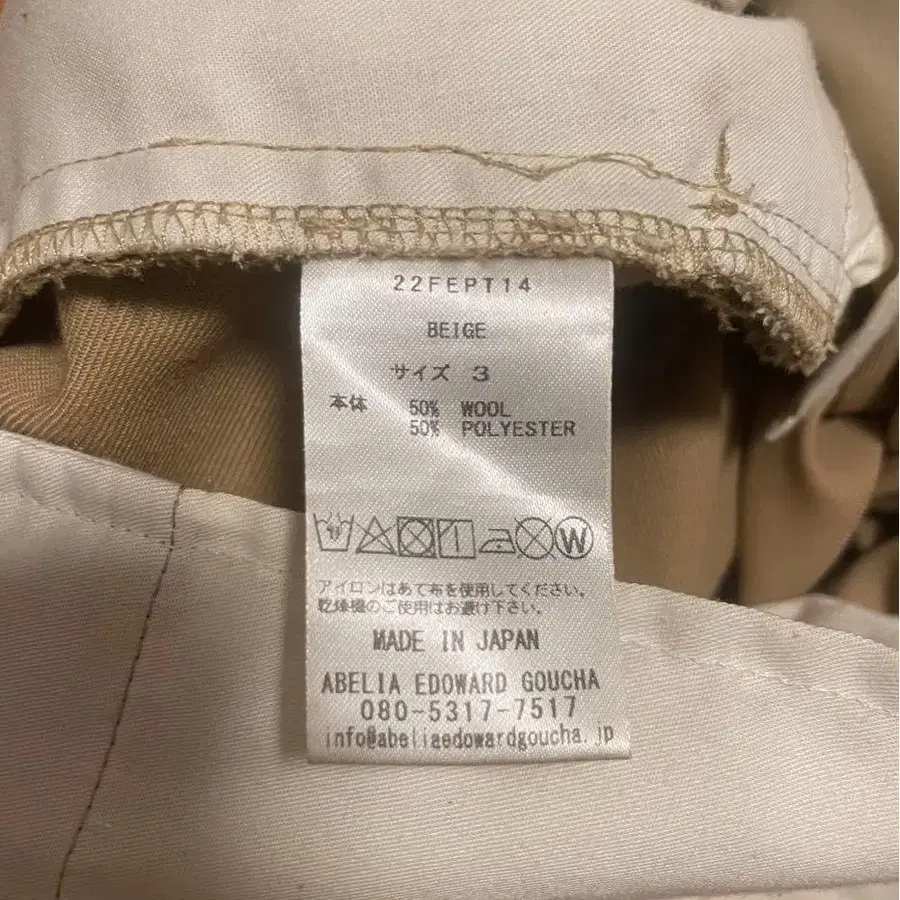 22FEPT14
BEIGE
サイズ 3
本体 50% WOOL
50% POLYESTER
W
アイロンはあて布を使用してください。
乾燥機のご使用はお避け下さい。
MADE IN JAPAN
ABELIA EDOWARD GOUCHA
080-5317-7517
info@abeliaedowardgoucha.jp